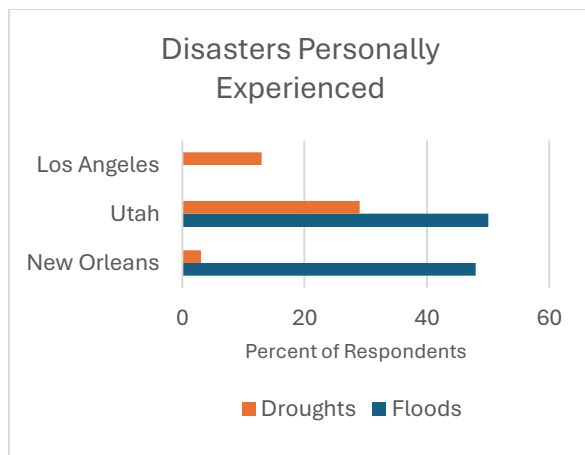 Disasters Personally
Experienced
Los Angeles
Utah
New Orleans
0 20 40 60
Percent of Respondents
Droughts Floods